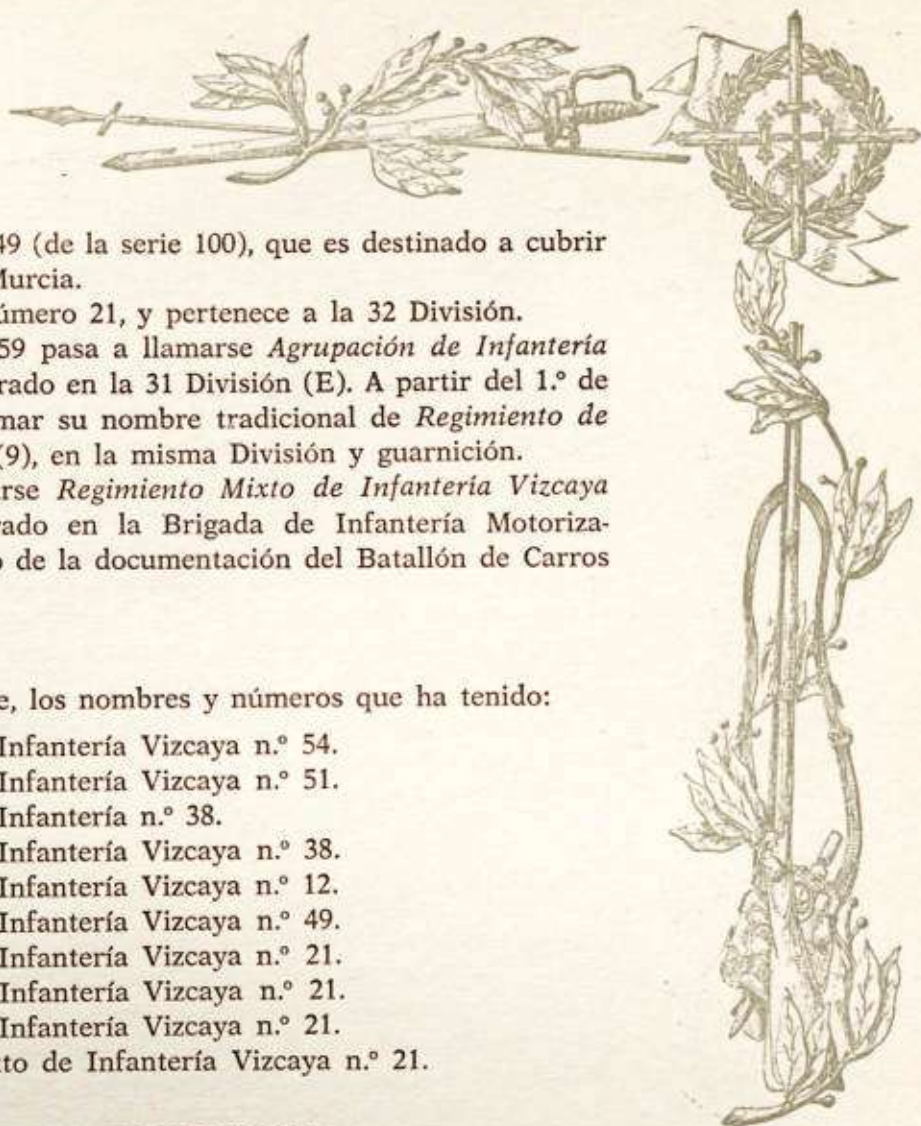 49 (de la serie 100), que es destinado a cubrir
Murcia.
úmero 21, y pertenece a la 32 División.
59 pasa a llamarse Agrupación de Infantería
rado en la 31 División (E). A partir del 1.º de
mar su nombre tradicional de Regimiento de
(9), en la misma División y guarnición.
arse Regimiento Mixto de Infantería Vizcaya
rado en la Brigada de Infantería Motoriza-
o de la documentación del Batallón de Carros
e, los nombres y números que ha tenido:
Infantería Vizcaya n.º 54.
Infantería Vizcaya n.º 51.
Infantería n.º 38.
Infantería Vizcaya n.º 38.
Infantería Vizcaya n.º 12.
Infantería Vizcaya n.º 49.
Infantería Vizcaya n.º 21.
Infantería Vizcaya n.º 21.
Infantería Vizcaya n.º 21.
to de Infantería Vizcaya n.º 21.